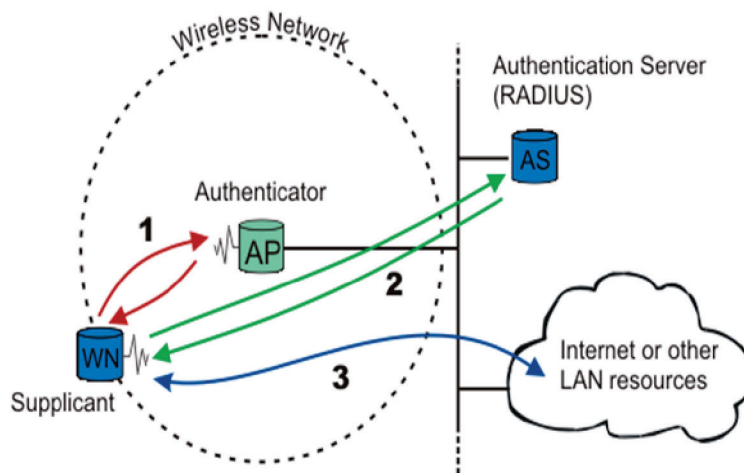 Wireless Network
Authentication Server
(RADIUS)
AS
Authenticator
1
AP
2
WN
3
Supplicant
Internet or other
LAN resources